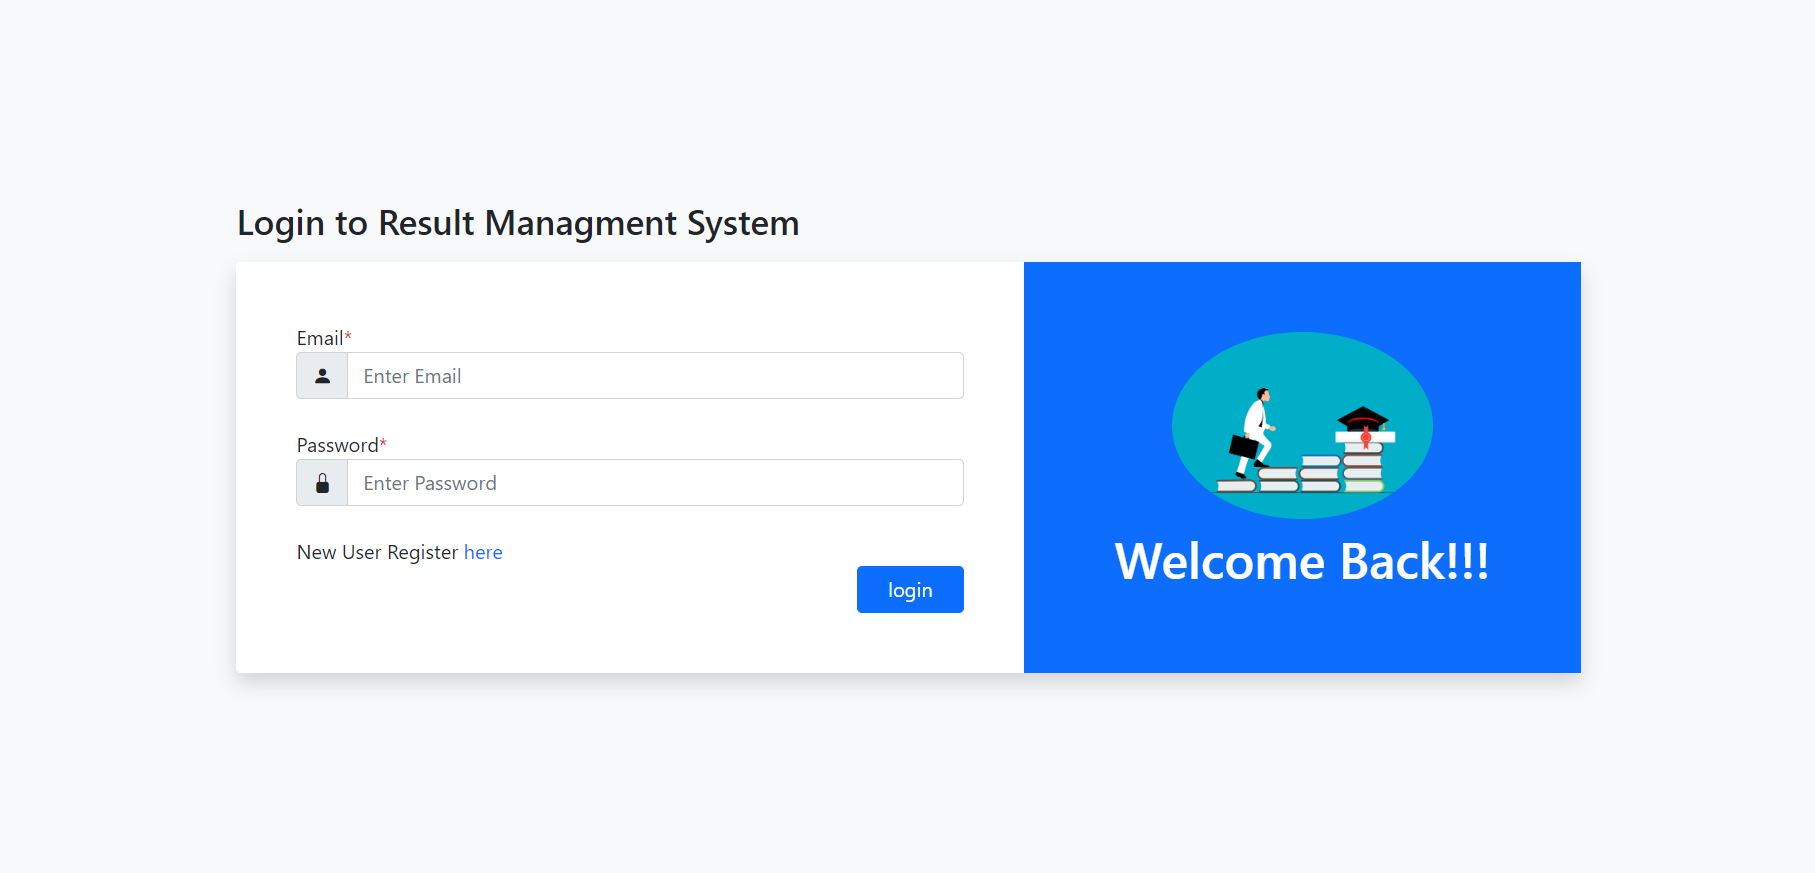 Login to Result Managment System
Email*
Enter Email
Password*
Enter Password
New User Register here
login
Welcome Back!!!